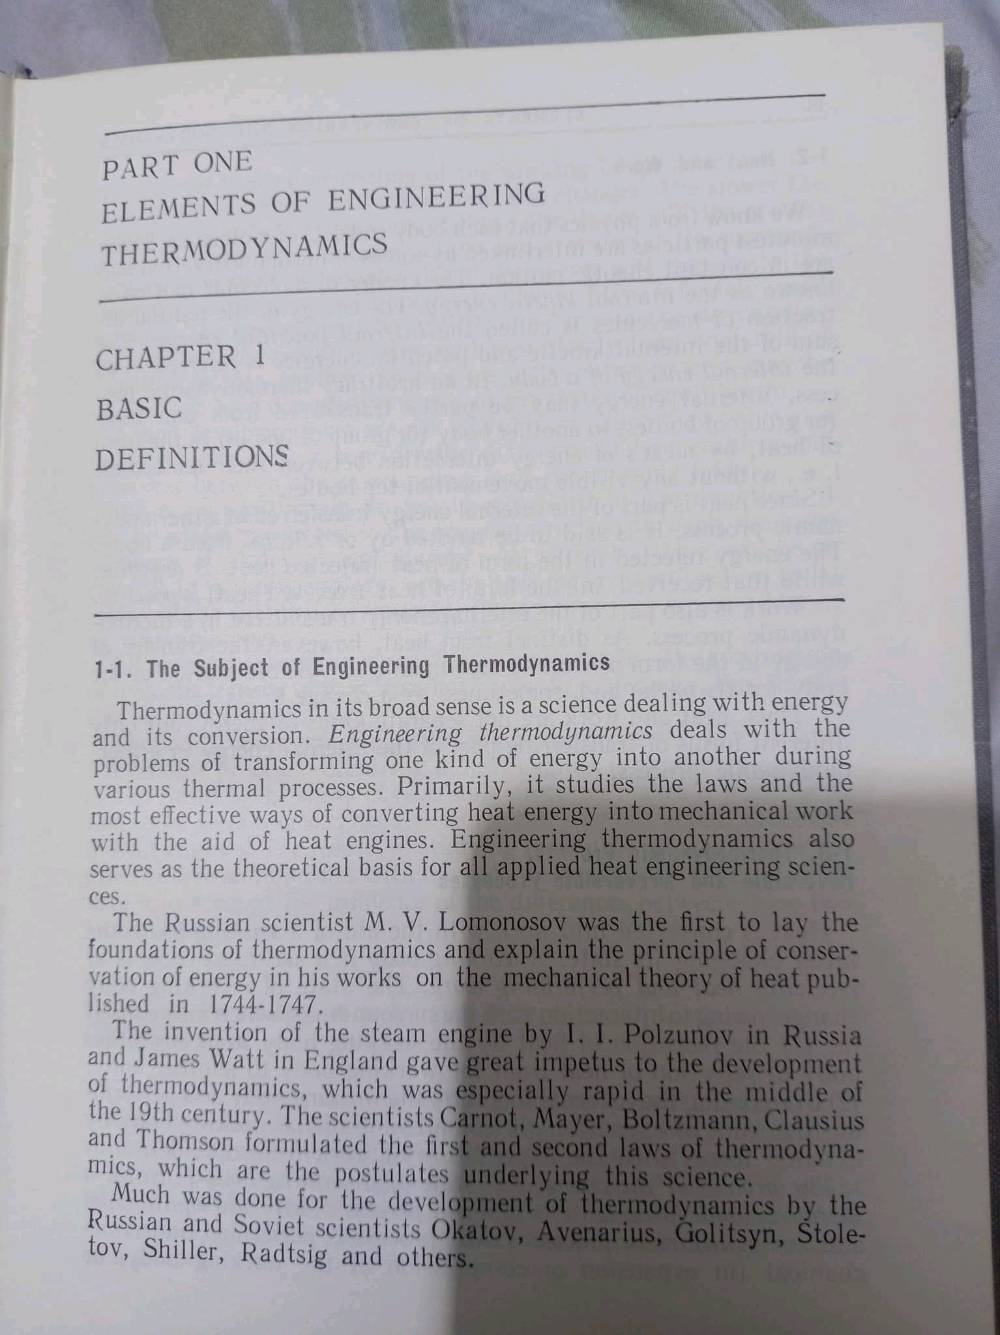 PART ONE
ELEMENTS OF ENGINEERING
THERMODYNAMICS
CHAPTER 1
BASIC
DEFINITIONS
1-1. The Subject of Engineering Thermodynamics
Thermodynamics in its broad sense is a science dealing with energy
and its conversion. Engineering thermodynamics deals with the
problems of transforming one kind of energy into another during
various thermal processes. Primarily, it studies the laws and the
most effective ways of converting heat energy into mechanical work
with the aid of heat engines. Engineering thermodynamics also
serves as the theoretical basis for all applied heat engineering scien-
ces.
The Russian scientist M. V. Lomonosov was the first to lay the
foundations of thermodynamics and explain the principle of conser-
vation of energy in his works on the mechanical theory of heat pub-
lished in 1744-1747.
The invention of the steam engine by I. I. Polzunov in Russia
and James Watt in England gave great impetus to the development
of thermodynamics, which was especially rapid in the middle of
the 19th century. The scientists Carnot, Mayer, Boltzmann, Clausius
and Thomson formulated the first and second laws of thermodyna-
mics, which are the postulates underlying this science.
Much was done for the development of thermodynamics by the
Russian and Soviet scientists Okatov, Avenarius, Golitsyn, Stole-
tov, Shiller, Radtsig and others.